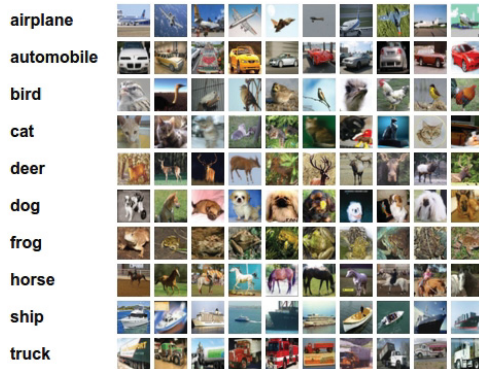 airplane
automobile
bird
cat
deer
dog
frog
horse
ship
truck